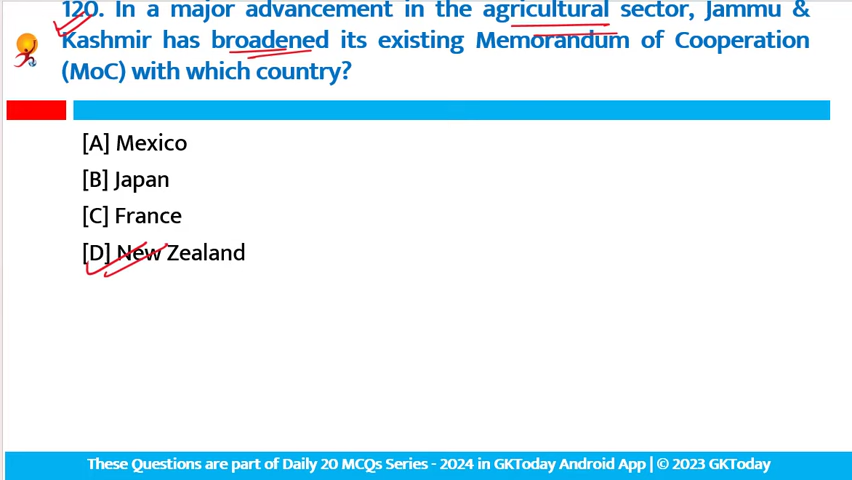 120. In a major advancement in the agricultural sector, Jammu &
Kashmir has broadened its existing Memorandum of Cooperation
(MoC) with which country?
[A] Mexico
[B] Japan
[C] France
[D] New Zealand
These Questions are part of Daily 20 MCQs Series - 2024 in GKToday Android App | © 2023 GKToday